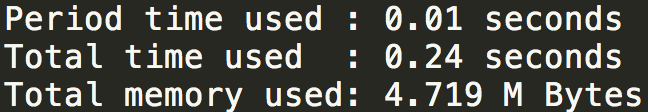 Period time used : 0.01 seconds
Total time used  : 0.24 seconds
Total memory used: 4.719 M Bytes